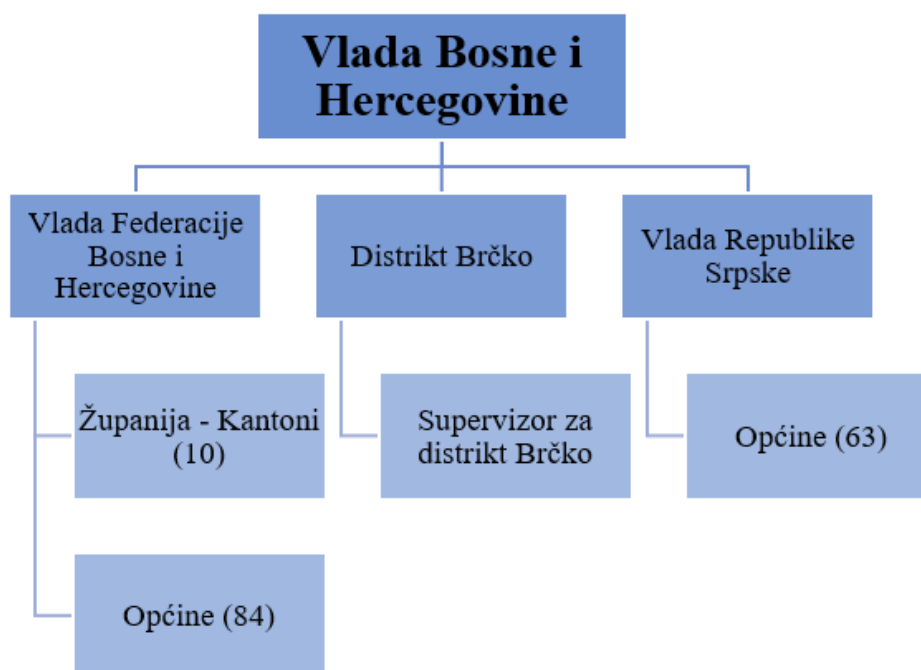 Vlada Bosne i
Hercegovine
Vlada Federacije
Bosne i
Hercegovine
Distrikt Brčko
Vlada Republike
Srpske
Županija - Kantoni
(10)
Supervizor za
distrikt Brčko
Općine (63)
Općine (84)